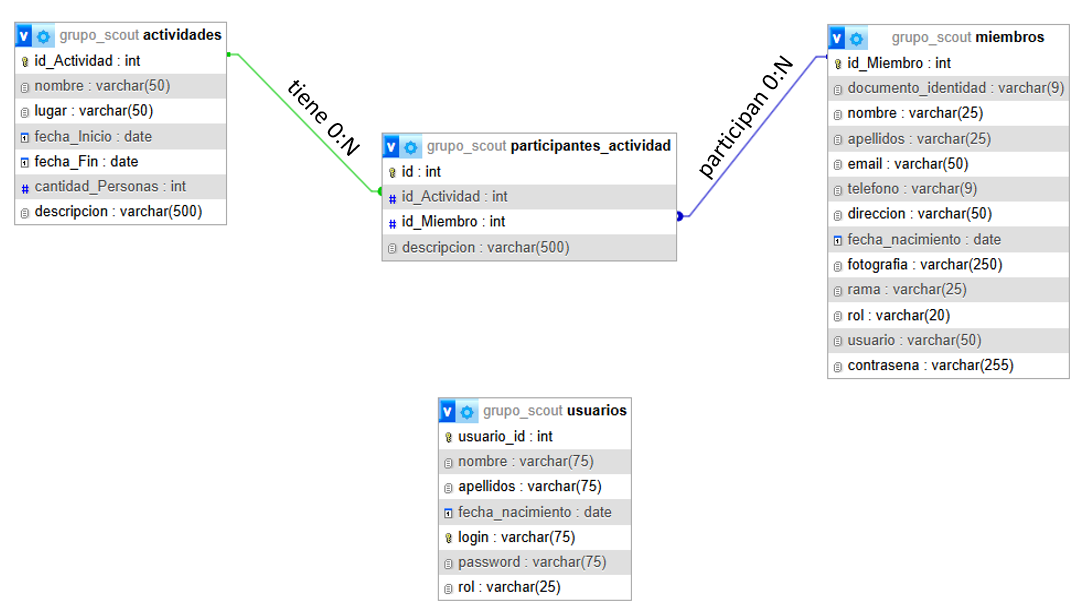 grupo_scout actividades
id_Actividad : int
nombre : varchar(50)
lugar : varchar(50)
fecha_Inicio : date
fecha_Fin : date
# cantidad_Personas : int
descripcion : varchar(500)
tiene 0:N
grupo_scout participantes_actividad
id : int
# id_Actividad : int
# id_Miembro : int
descripcion : varchar(500)
participan 0:N
grupo_scout miembros
id_Miembro : int
documento_identidad : varchar(9)
nombre : varchar(25)
apellidos : varchar(25)
email : varchar(50)
telefono : varchar(9)
direccion : varchar(50)
fecha_nacimiento : date
fotografia : varchar(250)
rama : varchar(25)
rol : varchar(20)
usuario : varchar(50)
contrasena : varchar(255)
grupo_scout usuarios
usuario_id : int
nombre : varchar(75)
apellidos : varchar(75)
fecha_nacimiento : date
login : varchar(75)
password : varchar(75)
rol : varchar(25)